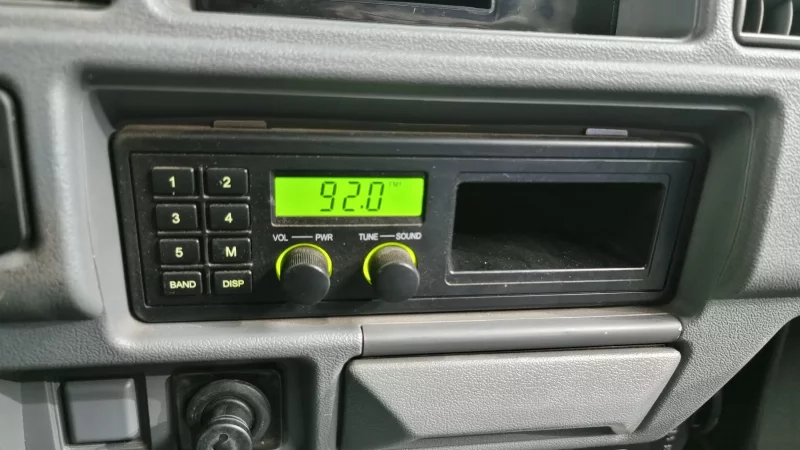 1 2
3 4
5 M
BAND DISP
92.0
VOL PWR TUNE SOUND